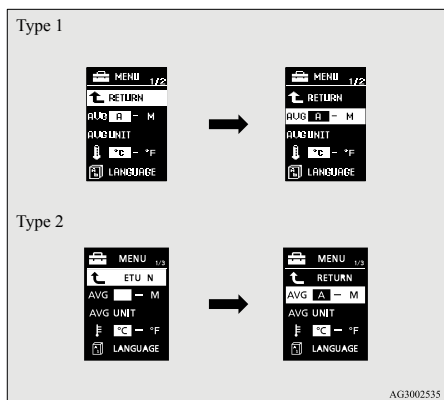 Type 1
MENU 1/2
RETURN
AVG A - M
AVG UNIT
°C - °F
LANGUAGE
MENU 1/2
RETURN
AVG A - M
AVG UNIT
°C - °F
LANGUAGE
Type 2
MENU 1/3
ETU N
AVG - M
AVG UNIT
°C - °F
LANGUAGE
MENU 1/3
RETURN
AVG A - M
AVG UNIT
°C - °F
LANGUAGE
AG3002535